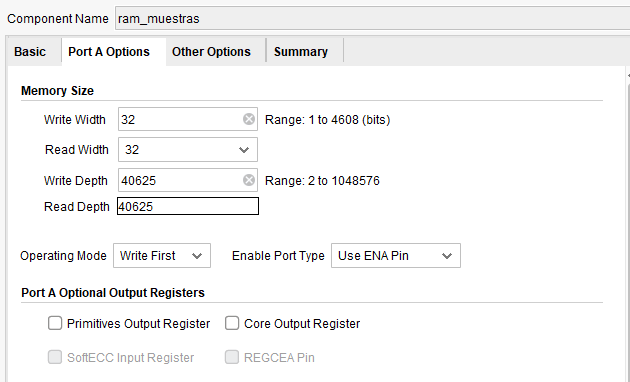 Component Name ram_muestras
Basic Port A Options Other Options Summary
Memory Size
Write Width 32 Range: 1 to 4608 (bits)
Read Width 32
Write Depth 40625 Range: 2 to 1048576
Read Depth 40625
Operating Mode Write First Enable Port Type Use ENA Pin
Port A Optional Output Registers
Primitives Output Register Core Output Register
SoftECC Input Register REGCEA Pin